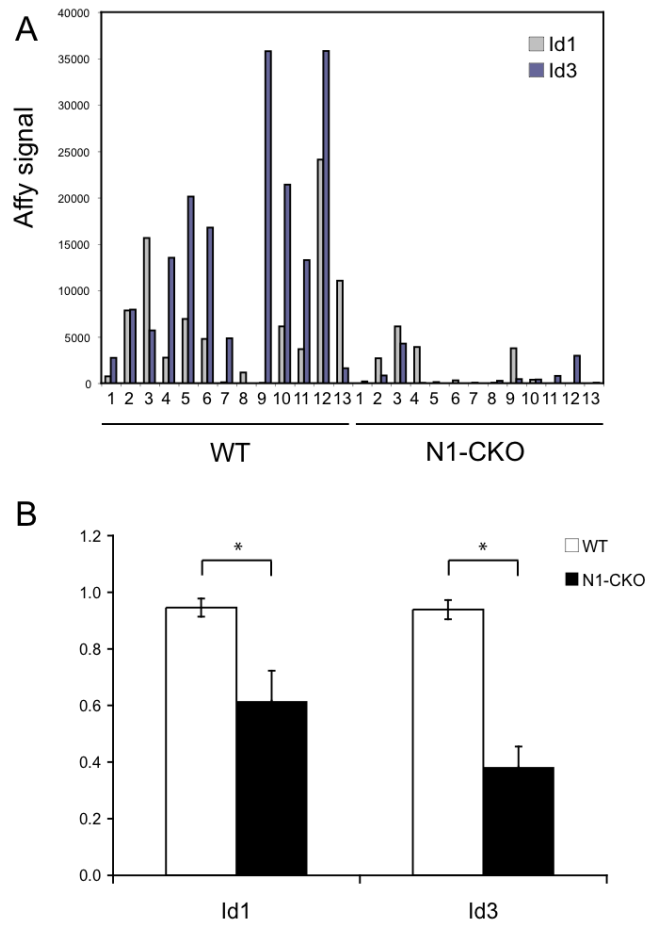 A
40000
35000
30000
25000
20000
15000
10000
5000
0
Affy signal
Id1
Id3
1 2 3 4 5 6 7 8 9 10 11 12 13 1 2 3 4 5 6 7 8 9 10 11 12 13
WT N1-CKO
B
1.2
1.0
0.8
0.6
0.4
0.2
0.0
* *
WT
N1-CKO
Id1 Id3